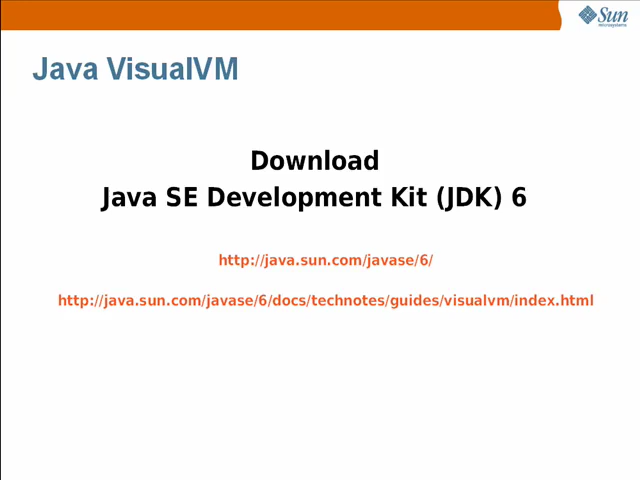 Sun
microsystems
Java VisualVM
Download
Java SE Development Kit (JDK) 6
http://java.sun.com/javase/6/
http://java.sun.com/javase/6/docs/technotes/guides/visualvm/index.html